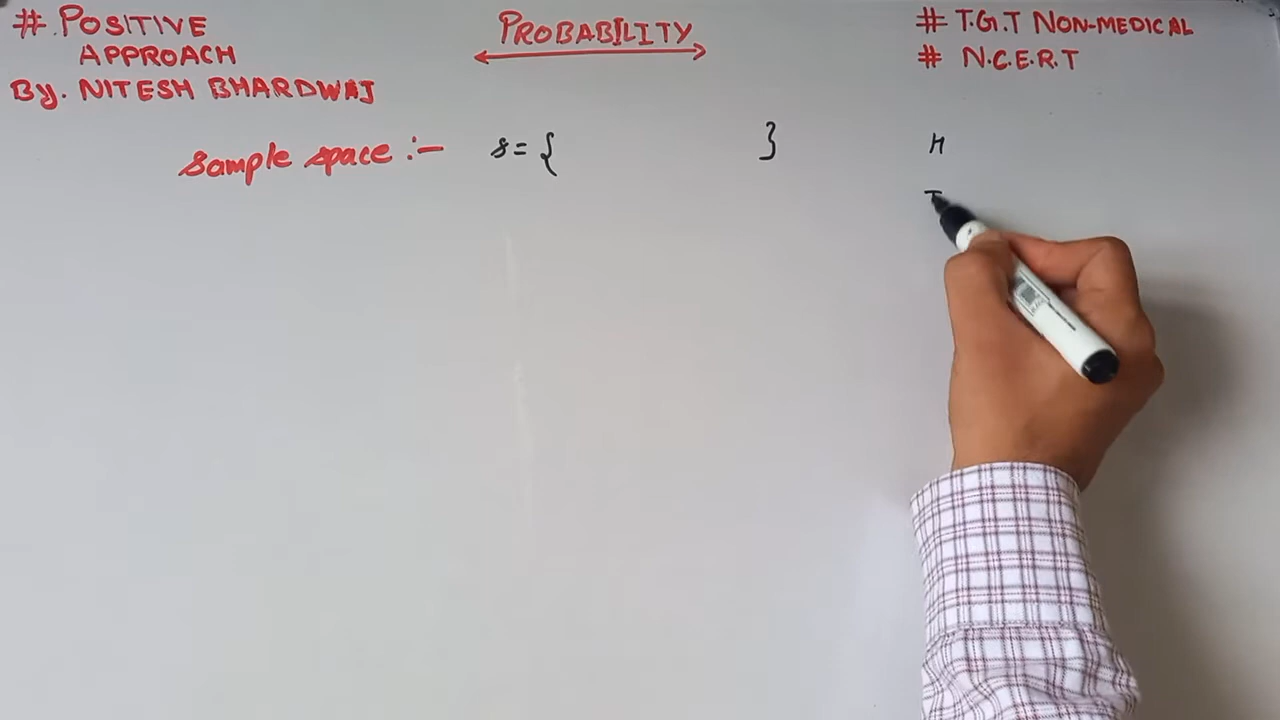 # POSITIVE
APPROACH
By. NITESH BHARDWAJ
PROBABILITY
# T.G.T NON-MEDICAL
# N.C.E.R.T
Sample space :- S = { }
H
T